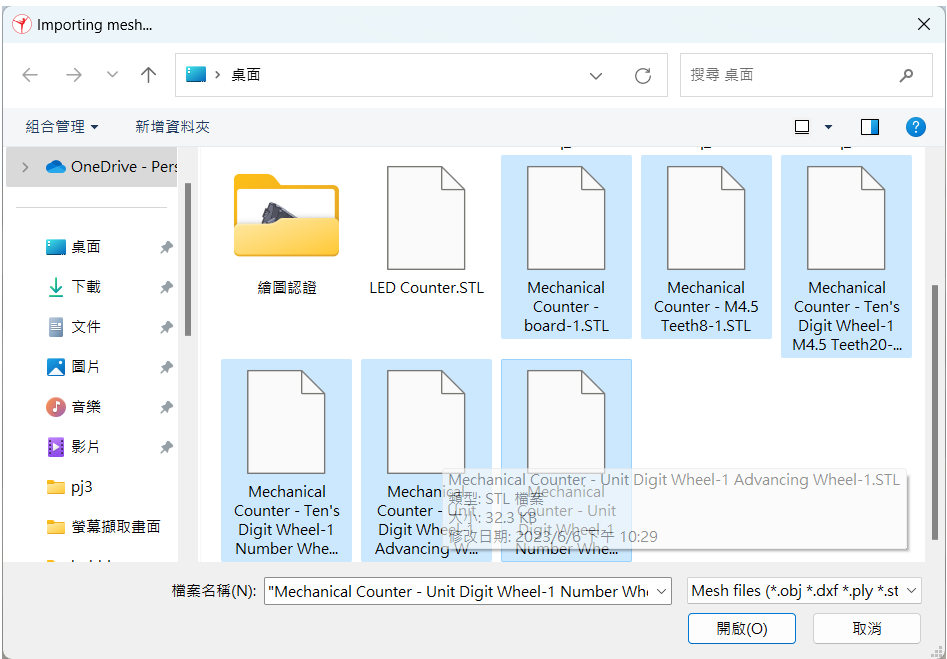 Importing mesh...
桌面
搜尋 桌面
組合管理
新增資料夾
OneDrive - Pers
桌面
下載
文件
圖片
音樂
影片
pj3
螢幕擷取畫面
繪圖認證
LED Counter.STL
Mechanical
Counter -
board-1.STL
Mechanical
Counter - M4.5
Teeth8-1.STL
Mechanical
Counter - Ten's
Digit Wheel-1
M4.5 Teeth20-...
Mechanical
Counter - Ten's
Digit Wheel-1
Number Whe...
Mechanical
Counter - Unit
Digit Wheel-1
Advancing W...
Mechanical
Counter - Unit
Digit Wheel-1
Number Whe...
Mechanical Counter - Unit Digit Wheel-1 Advancing Wheel-1.STL
類型: STL 檔案
大小: 32.3 KB
修改日期: 2023/6/6 下午 10:29
檔案名稱(N):
"Mechanical Counter - Unit Digit Wheel-1 Number Whe
Mesh files (*.obj *.dxf *.ply *.st
開啟(O)
取消